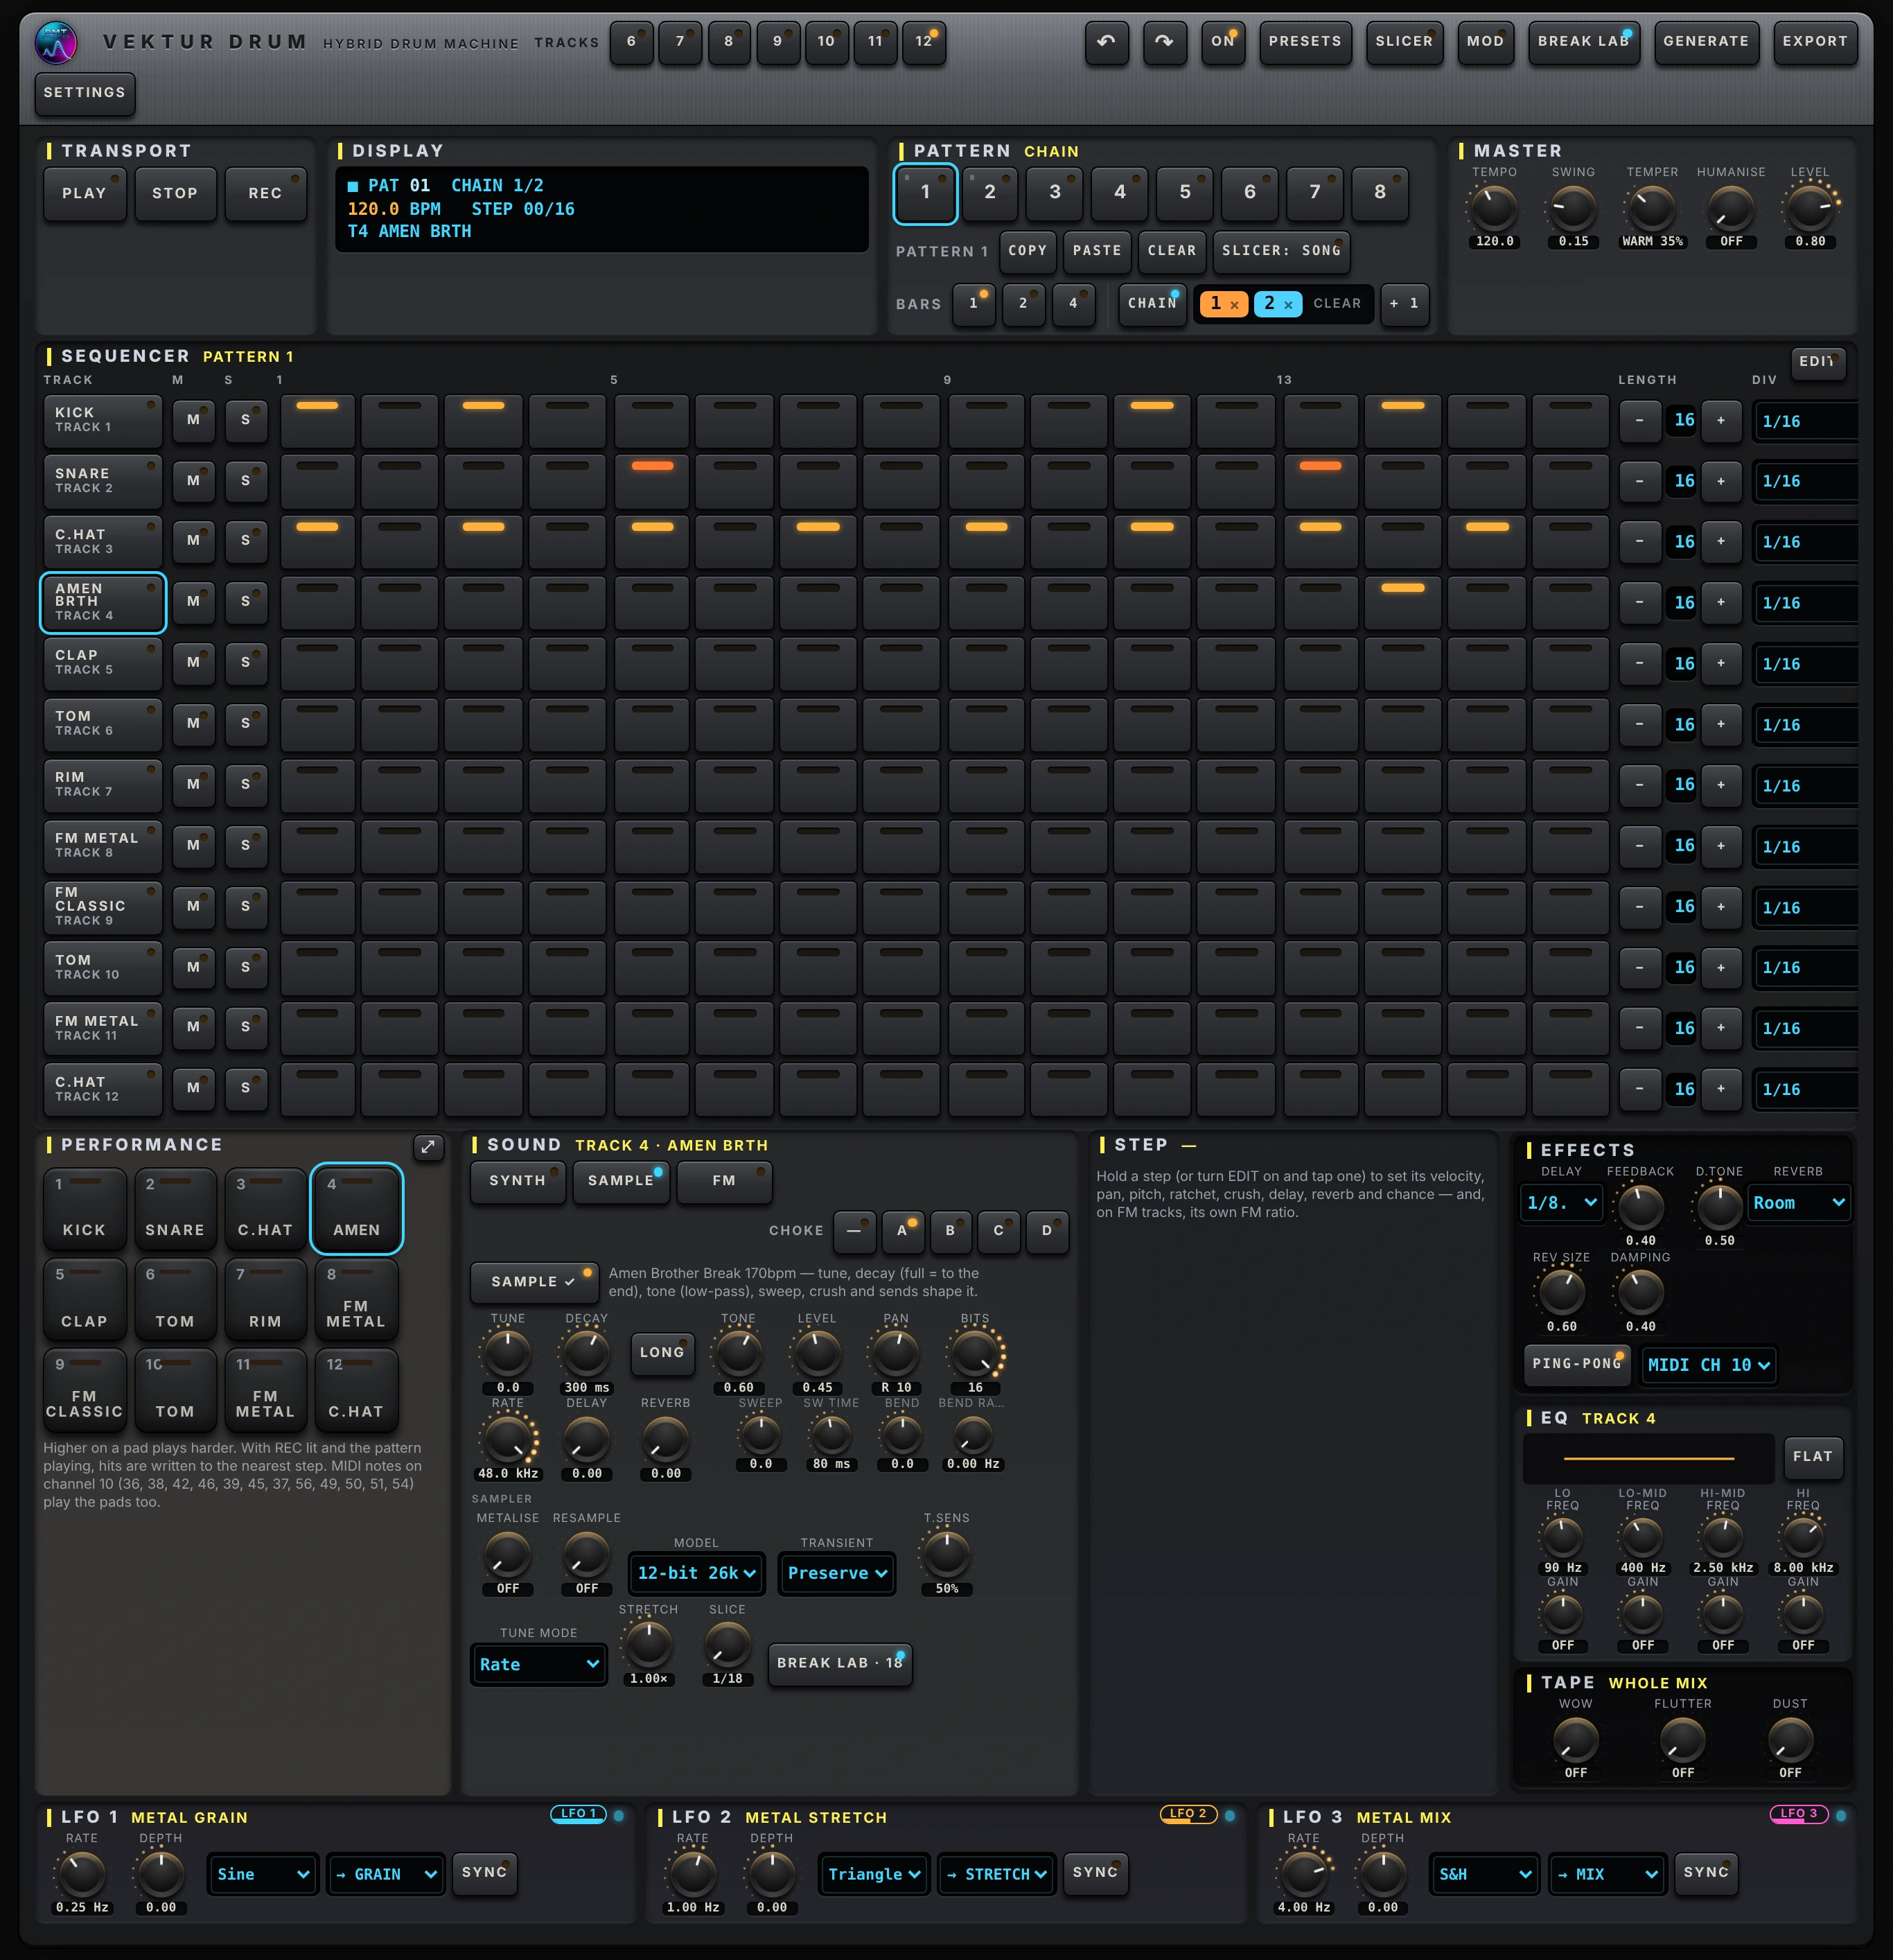 VEKTUR DRUM HYBRID DRUM MACHINE TRACKS 6 7 8 9 10 11 12 ↶ ↷ ON PRESETS SLICER MOD BREAK LAB GENERATE EXPORT
SETTINGS
TRANSPORT
PLAY STOP REC
DISPLAY
■ PAT 01 CHAIN 1/2
120.0 BPM STEP 00/16
T4 AMEN BRTH
PATTERN CHAIN
1 2 3 4 5 6 7 8
PATTERN 1 COPY PASTE CLEAR SLICER: SONG
BARS 1 2 4 CHAIN 1 × 2 × CLEAR + 1
MASTER
TEMPO SWING TEMPER HUMANISE LEVEL
120.0 0.15 WARM 35% OFF 0.80
SEQUENCER PATTERN 1 EDIT
TRACK M S 1 5 9 13 LENGTH DIV
KICK
TRACK 1
M S − 16 + 1/16
SNARE
TRACK 2
M S − 16 + 1/16
C.HAT
TRACK 3
M S − 16 + 1/16
AMEN
BRTH
TRACK 4
M S − 16 + 1/16
CLAP
TRACK 5
M S − 16 + 1/16
TOM
TRACK 6
M S − 16 + 1/16
RIM
TRACK 7
M S − 16 + 1/16
FM METAL
TRACK 8
M S − 16 + 1/16
FM
CLASSIC
TRACK 9
M S − 16 + 1/16
TOM
TRACK 10
M S − 16 + 1/16
FM METAL
TRACK 11
M S − 16 + 1/16
C.HAT
TRACK 12
M S − 16 + 1/16
PERFORMANCE
1 2 3 4
KICK SNARE C.HAT AMEN
5 6 7 8
CLAP TOM RIM FM METAL
9 10 11 12
FM CLASSIC TOM FM METAL C.HAT
Higher on a pad plays harder. With REC lit and the pattern
playing, hits are written to the nearest step. MIDI notes on
channel 10 (36, 38, 42, 46, 39, 45, 37, 56, 49, 50, 51, 54)
play the pads too.
SOUND TRACK 4 · AMEN BRTH
SYNTH SAMPLE FM
CHOKE — A B C D
SAMPLE ✓
Amen Brother Break 170bpm — tune, decay (full = to the
end), tone (low-pass), sweep, crush and sends shape it.
TUNE DECAY LONG TONE LEVEL PAN BITS
0.0 300 ms 0.60 0.45 R 10 16
RATE DELAY REVERB SWEEP SW TIME BEND BEND RA…
48.0 kHz 0.00 0.00 0.0 80 ms 0.0 0.00 Hz
SAMPLER
METALISE RESAMPLE MODEL TRANSIENT T.SENS
OFF OFF 12-bit 26k Preserve 50%
TUNE MODE STRETCH SLICE
Rate 1.00× 1/18 BREAK LAB · 18
STEP —
Hold a step (or turn EDIT on and tap one) to set its velocity,
pan, pitch, ratchet, crush, delay, reverb and chance — and,
on FM tracks, its own FM ratio.
EFFECTS
DELAY FEEDBACK D.TONE REVERB
1/8. 0.40 0.50 Room
REV SIZE DAMPING
0.60 0.40
PING-PONG MIDI CH 10
EQ TRACK 4
FLAT
LO FREQ LO-MID FREQ HI-MID FREQ HI FREQ
90 Hz 400 Hz 2.50 kHz 8.00 kHz
GAIN GAIN GAIN GAIN
OFF OFF OFF OFF
TAPE WHOLE MIX
WOW FLUTTER DUST
OFF OFF OFF
LFO 1 METAL GRAIN LFO 1
RATE DEPTH
Sine → GRAIN SYNC
0.25 Hz 0.00
LFO 2 METAL STRETCH LFO 2
RATE DEPTH
Triangle → STRETCH SYNC
1.00 Hz 0.00
LFO 3 METAL MIX LFO 3
RATE DEPTH
S&H → MIX SYNC
4.00 Hz 0.00